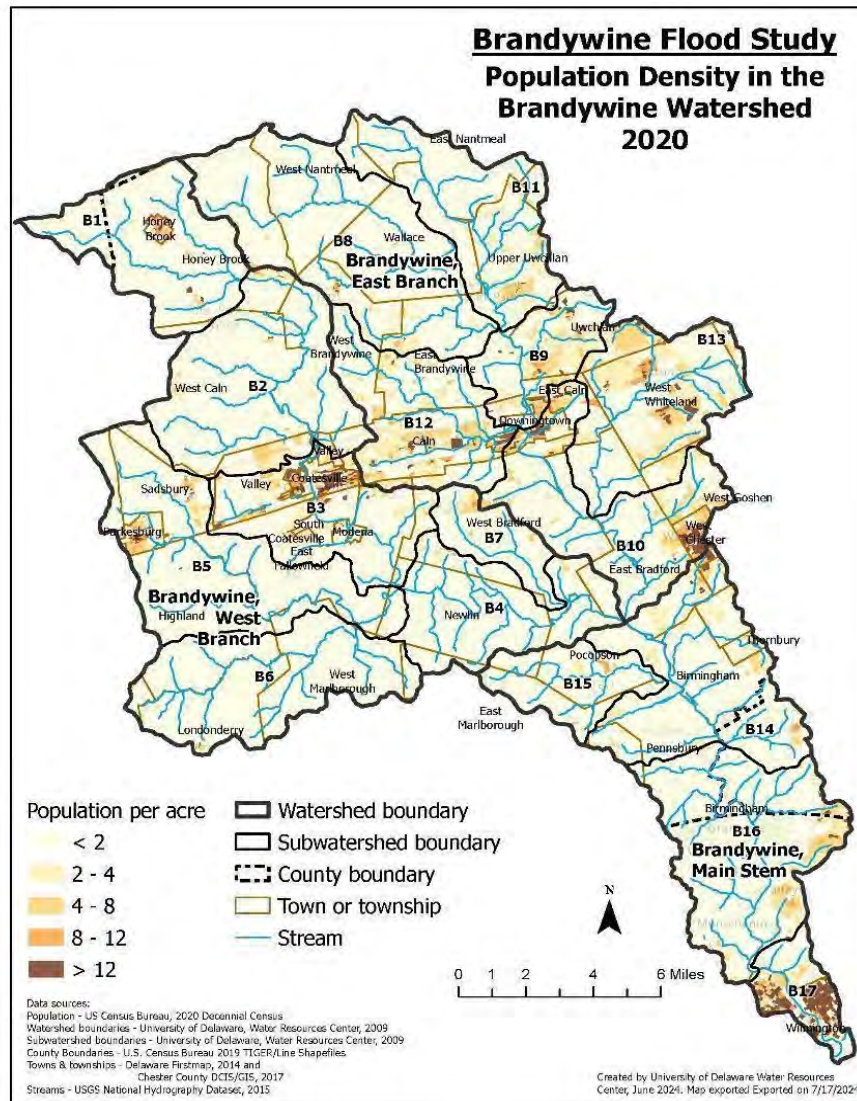 Brandywine Flood Study
Population Density in the
Brandywine Watershed
2020
East Nantmeal
West Nantmeal
B11
B1
Honey
Brook
Honey Brook
B8
Wallace
Brandywine,
East Branch
Upper Uwchlan
West
Brandywine
East
Brandywine
B9
Uwchlan
B13
West Caln
B2
East Caln
West
Whiteland
Downingtown
B12
Caln
Valley
Sadsbury
Valley
Coatesville
West Goshen
B3
Parkesburg
South
Coatesville
Modena
West Bradford
B7
B10
West
Chester
East
Fallowfield
B5
East Bradford
Brandywine,
West
Branch
Highland
Newlin
B4
Thornbury
Pocopson
Birmingham
B6
West
Marlborough
B15
East
Marlborough
Londonderry
B14
Pennsbury
Birmingham
B16
Brandywine,
Main Stem
B17
Wilmington
Population per acre
< 2
2 - 4
4 - 8
8 - 12
> 12
Watershed boundary
Subwatershed boundary
County boundary
Town or township
Stream
N
0 1 2 4 6 Miles
Data sources:
Population - US Census Bureau, 2020 Decennial Census
Watershed boundaries - University of Delaware, Water Resources Center, 2009
Subwatershed boundaries - University of Delaware, Water Resources Center, 2009
County Boundaries - U.S. Census Bureau 2019 TIGER/Line Shapefiles
Towns & townships - Delaware Firstmap, 2014 and
Chester County DCIS/GIS, 2017
Streams - USGS National Hydrography Dataset, 2015
Created by University of Delaware Water Resources
Center, June 2024. Map exported Exported on 7/17/2024